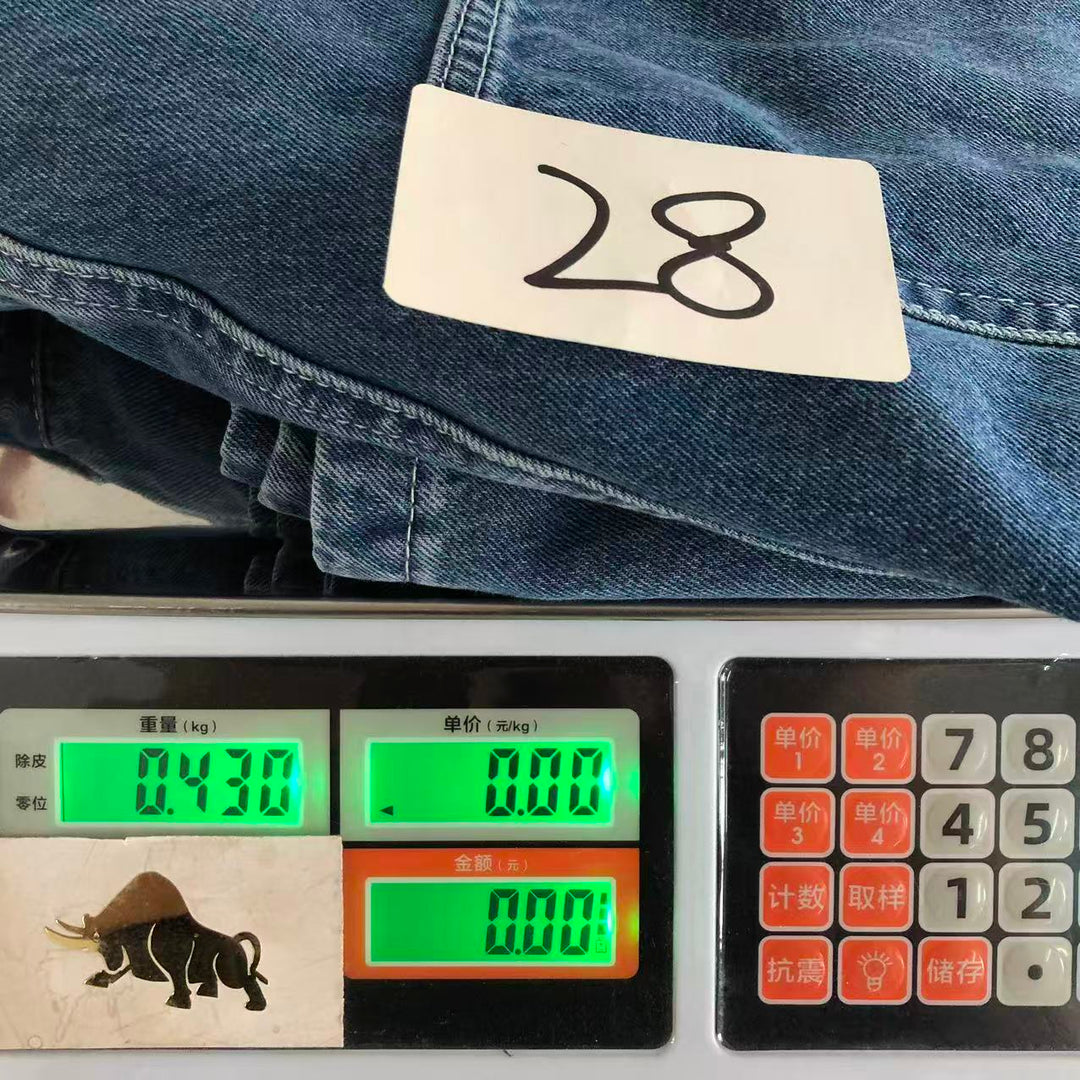 28
重量（kg）
除皮
零位
0.430
单价（元/kg）
0.00
金额（元）
0.00
单价1 单价2 7 8
单价3 单价4 4 5
计数 取样 1 2
抗震 储存 .